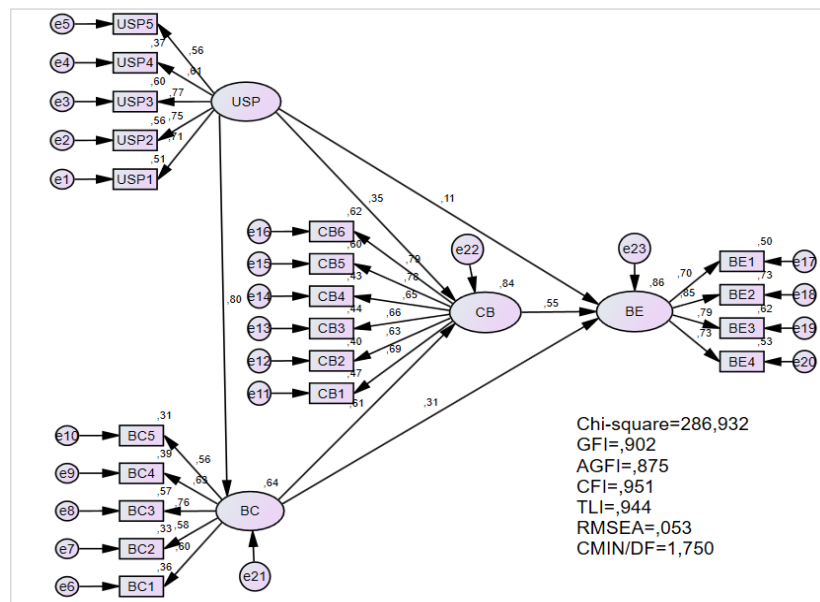 e5 USP5
,37 ,56
e4 USP4
,60 ,61
e3 USP3 ,77 USP
,56 ,75
e2 USP2
,51 ,71
e1 USP1
,11
,35
,62
e16 CB6
,60 ,79
e15 CB5
,43 ,78
e14 CB4
,44 ,65
e13 CB3
,40 ,66
e12 CB2 ,63
,47 ,69
e11 CB1
,61
,80
e22
,84
CB
,55
e23
,86
BE
,50
BE1 e17
,70 ,73
BE2 e18
,85 ,62
BE3 e19
,79 ,53
BE4 e20
,73
,31
,31
e10 BC5
,39 ,56
e9 BC4
,57 ,63
e8 BC3 ,76 BC
,64
,33 ,58
e7 BC2
,36 ,60
e6 BC1
e21
Chi-square=286,932
GFI=,902
AGFI=,875
CFI=,951
TLI=,944
RMSEA=,053
CMIN/DF=1,750